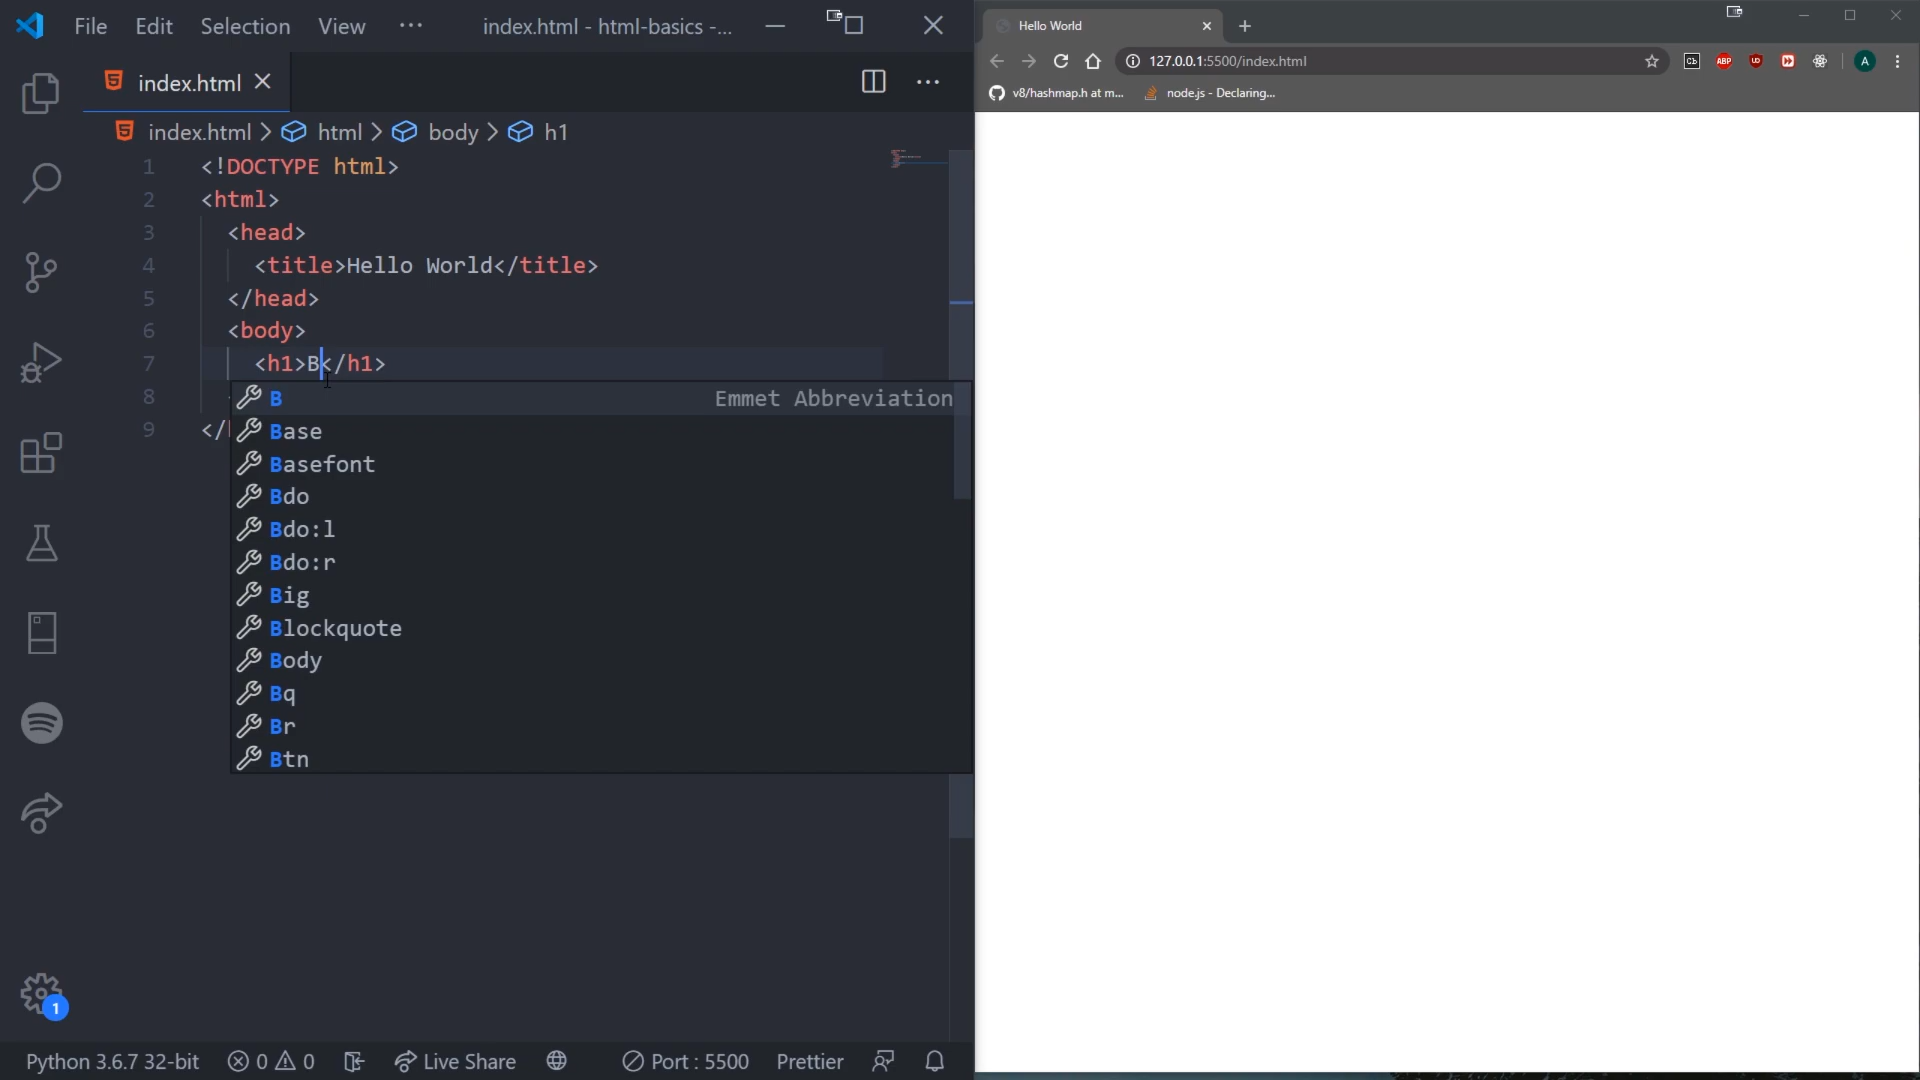 File Edit Selection View ··· index.html - html-basics -...
index.html
index.html > html > body > h1
1 <!DOCTYPE html>
2 <html>
3 <head>
4 <title>Hello World</title>
5 </head>
6 <body>
7 <h1>B</h1>
8
9 </
B Emmet Abbreviation
Base
Basefont
Bdo
Bdo:l
Bdo:r
Big
Blockquote
Body
Bq
Br
Btn
1
Python 3.6.7 32-bit 0 0 Live Share Port : 5500 Prettier
Hello World
127.0.0.1:5500/index.html
ABP
A
v8/hashmap.h at m... node.js - Declaring...